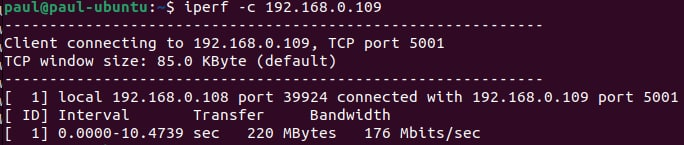 paul@paul-ubuntu:~$ iperf -c 192.168.0.109
------------------------------------------------------------
Client connecting to 192.168.0.109, TCP port 5001
TCP window size: 85.0 KByte (default)
------------------------------------------------------------
[  1] local 192.168.0.108 port 39924 connected with 192.168.0.109 port 5001
[ ID] Interval       Transfer     Bandwidth
[  1] 0.0000-10.4739 sec   220 MBytes   176 Mbits/sec